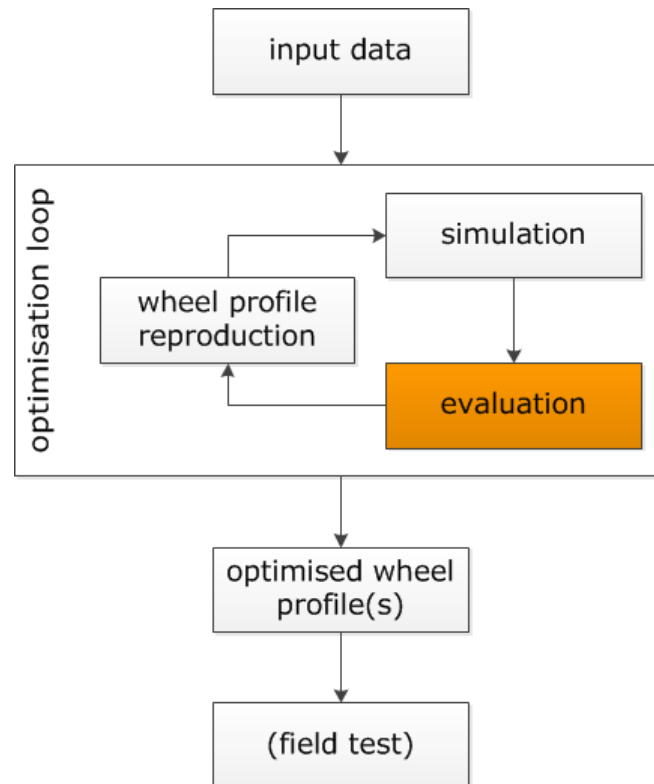 input data
optimisation loop
simulation
wheel profile
reproduction
evaluation
optimised wheel
profile(s)
(field test)